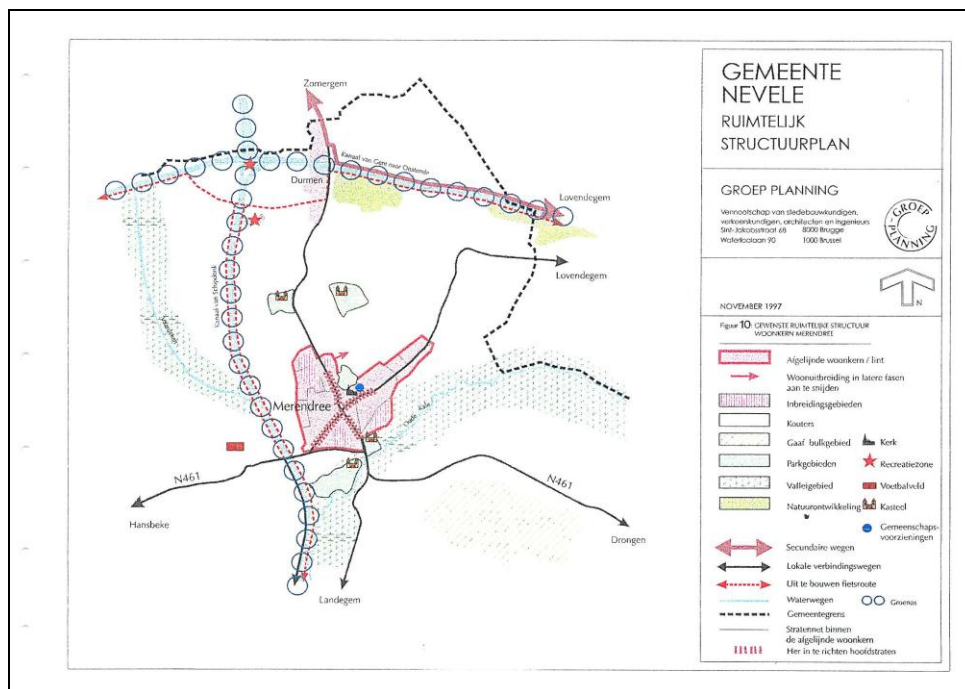 GEMEENTE
NEVELE
RUIMTELIJK
STRUCTUURPLAN
GROEP PLANNING
Vennootschap van stedebouwkundigen,
verkeerskundigen, architecten en ingenieurs
Sint-Jakobsstraat 68 8000 Brugge
Waterloolaan 90 1000 Brussel
GROEP
PLANNING
N
NOVEMBER 1997
Figuur 10: GEWENSTE RUIMTELIJKE STRUCTUUR
WOONKERN MERENDREE
Afgelijnde woonkern / lint
Woonuitbreiding in latere fasen
aan te snijden
Inbreidingsgebieden
Kouters
Gaaf bulkgebied
Kerk
Parkgebieden
Recreatiezone
Valleigebied
Voetbalveld
Natuurontwikkeling
Kasteel
Gemeenschaps-
voorzieningen
Secundaire wegen
Lokale verbindingswegen
Uit te bouwen fietsroute
Waterwegen
Groenas
Gemeentegrens
Stratennet binnen
de afgelijnde woonkern
Her in te richten hoofdstraten
Zomergem
Kanaal van Gent naar Oostende
Durmen
Lovendegem
Lovendegem
Kanaal van Schipdonk
Merendree
Oude Kale
N461
N461
Hansbeke
Drongen
Landegem